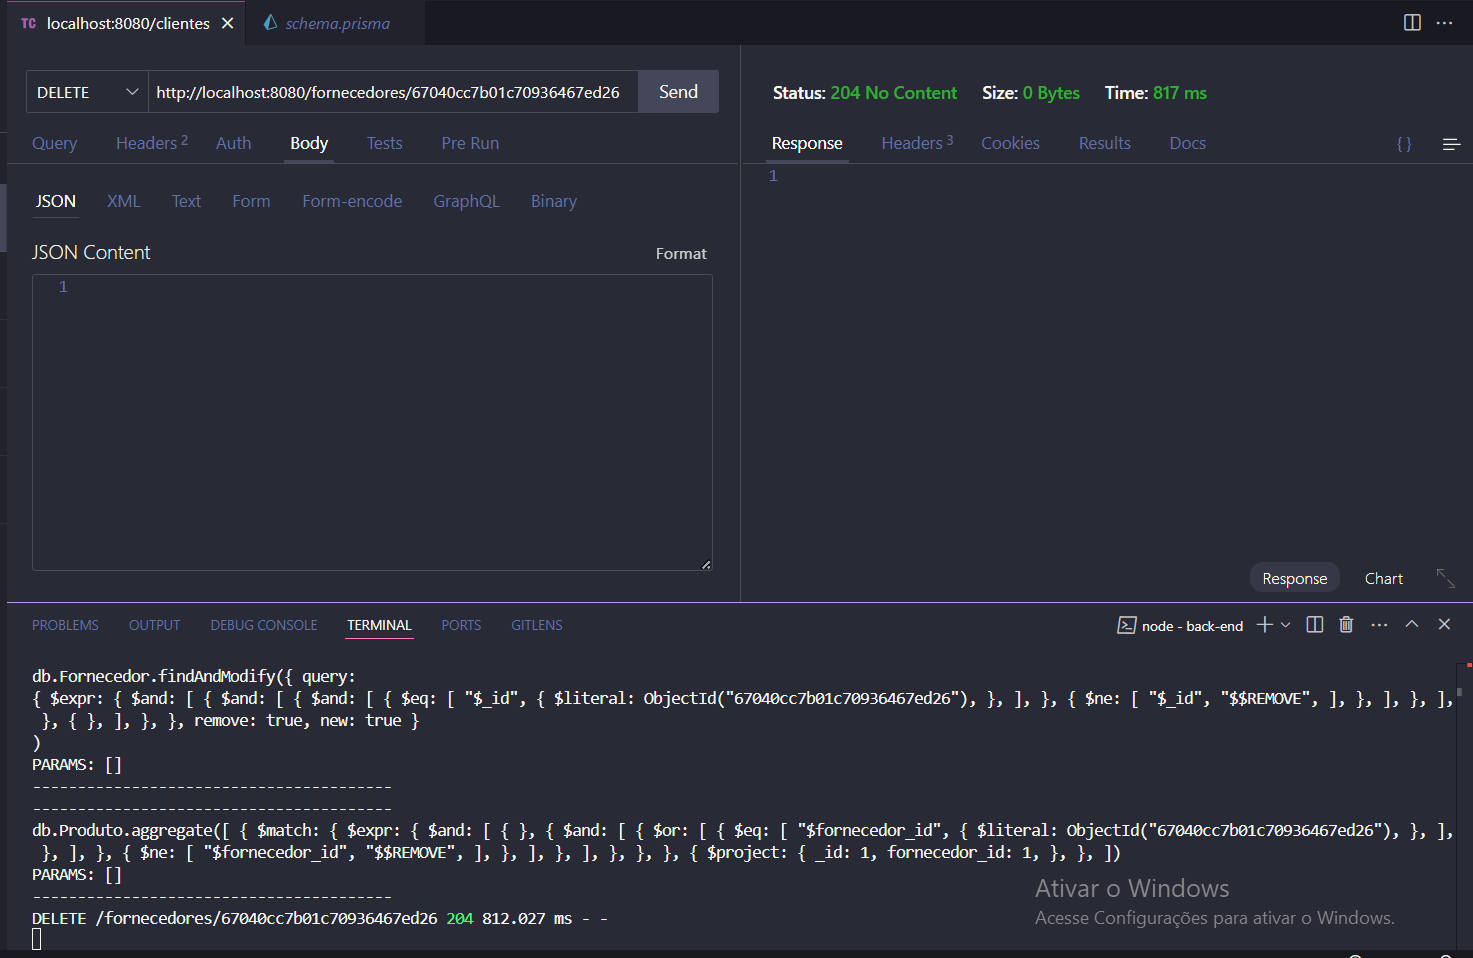 TC localhost:8080/clientes
schema.prisma
DELETE http://localhost:8080/fornecedores/67040cc7b01c70936467ed26 Send
Query Headers 2 Auth Body Tests Pre Run
JSON XML Text Form Form-encode GraphQL Binary
JSON Content Format
1
Status: 204 No Content Size: 0 Bytes Time: 817 ms
Response Headers 3 Cookies Results Docs { }
1
Response Chart
PROBLEMS OUTPUT DEBUG CONSOLE TERMINAL PORTS GITLENS node - back-end
db.Fornecedor.findAndModify({ query:
{ $expr: { $and: [ { $and: [ { $and: [ { $eq: [ "$_id", { $literal: ObjectId("67040cc7b01c70936467ed26"), }, ], }, { $ne: [ "$_id", "$$REMOVE", ], }, ], }, ],
}, { }, ], }, }, remove: true, new: true }
)
PARAMS: []
----------------------------------------
----------------------------------------
db.Produto.aggregate([ { $match: { $expr: { $and: [ { }, { $and: [ { $or: [ { $eq: [ "$fornecedor_id", { $literal: ObjectId("67040cc7b01c70936467ed26"), }, ],
}, ], }, { $ne: [ "$fornecedor_id", "$$REMOVE", ], }, ], }, ], }, }, }, { $project: { _id: 1, fornecedor_id: 1, }, }, ])
PARAMS: []
----------------------------------------
DELETE /fornecedores/67040cc7b01c70936467ed26 204 812.027 ms - -
Ativar o Windows
Acesse Configurações para ativar o Windows.